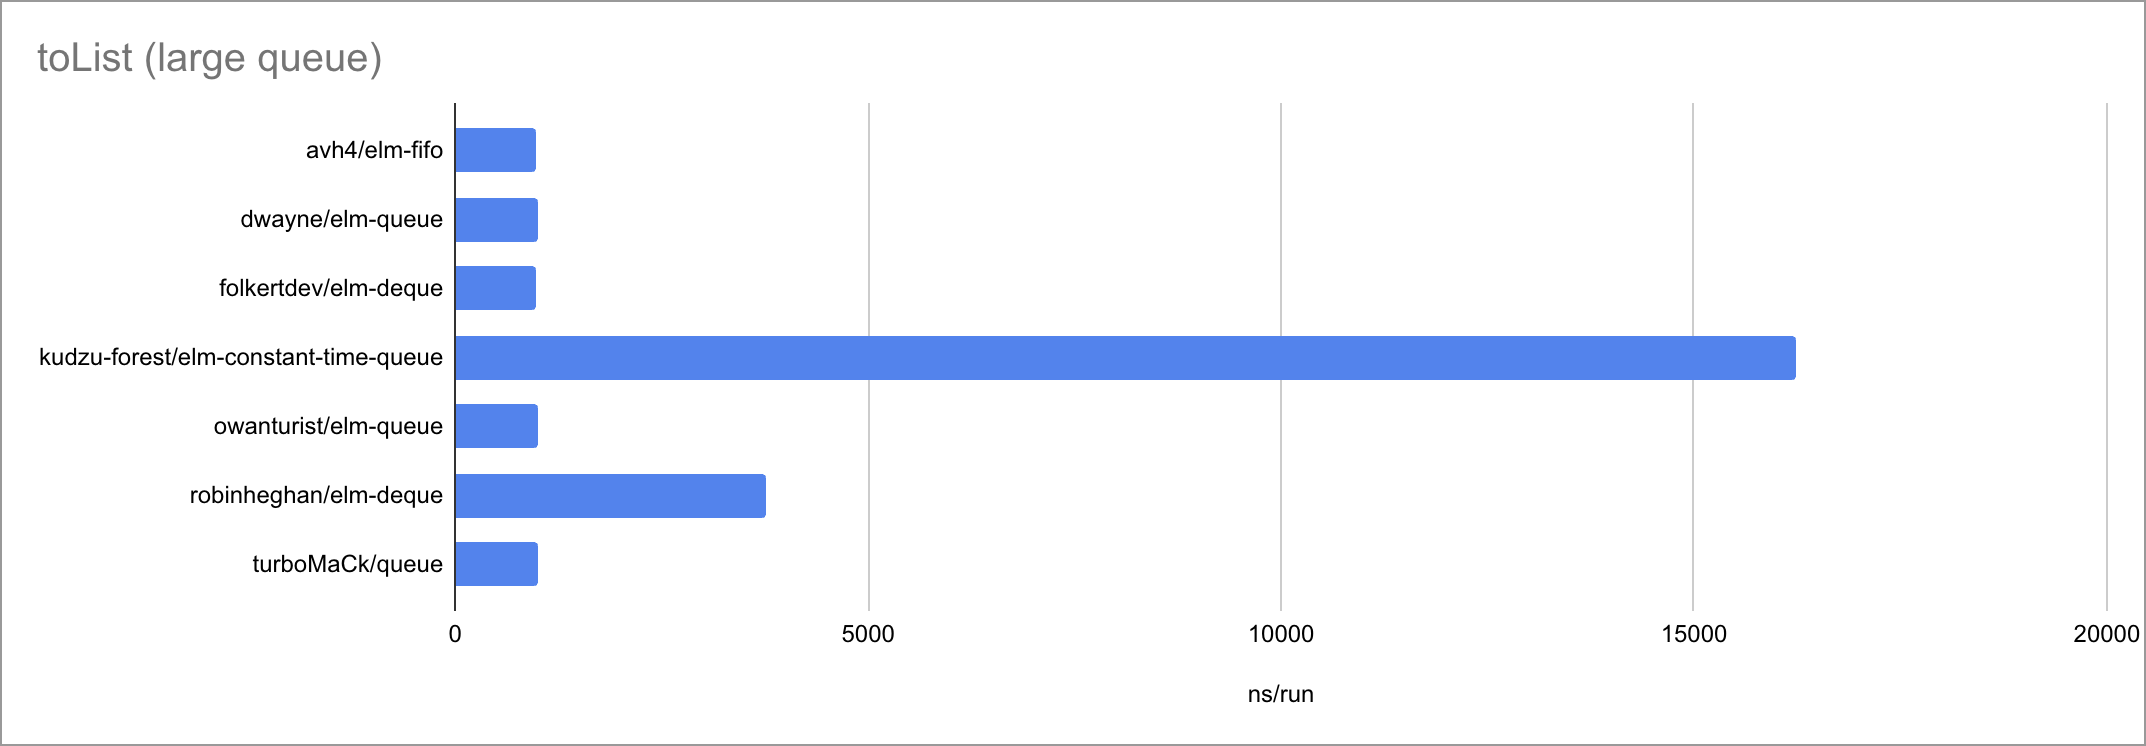 toList (large queue)
avh4/elm-fifo
dwayne/elm-queue
folkertdev/elm-deque
kudzu-forest/elm-constant-time-queue
owanturist/elm-queue
robinheghan/elm-deque
turboMaCk/queue
0 5000 10000 15000 20000
ns/run